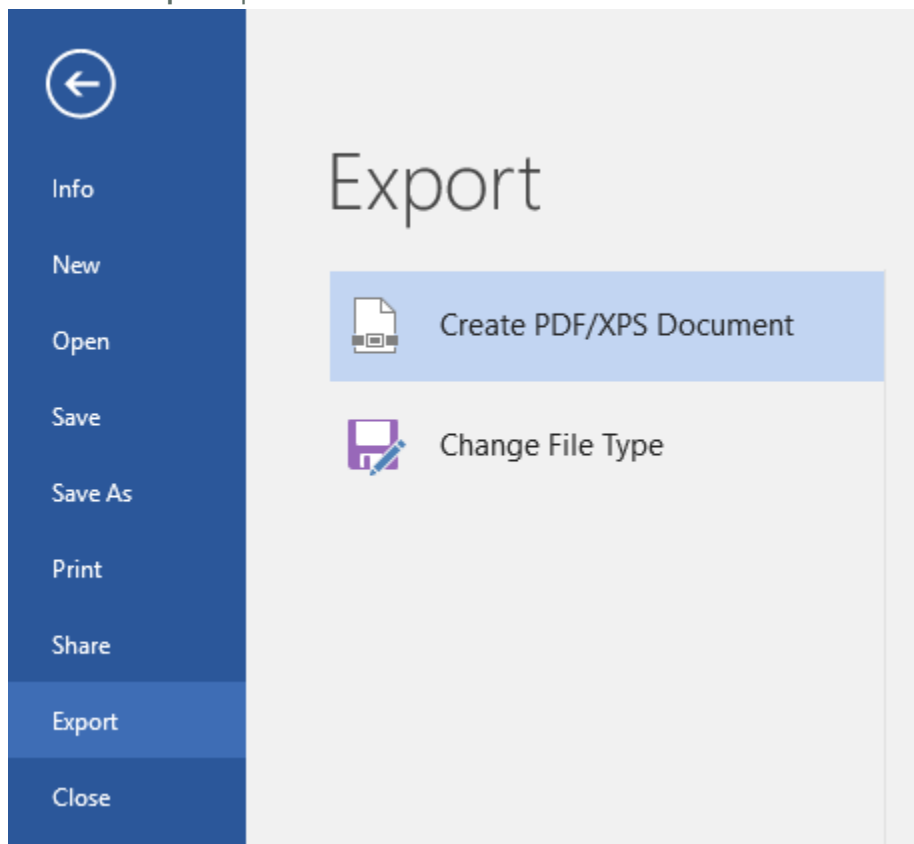 Info
New
Open
Save
Save As
Print
Share
Export
Close
Export
Create PDF/XPS Document
Change File Type